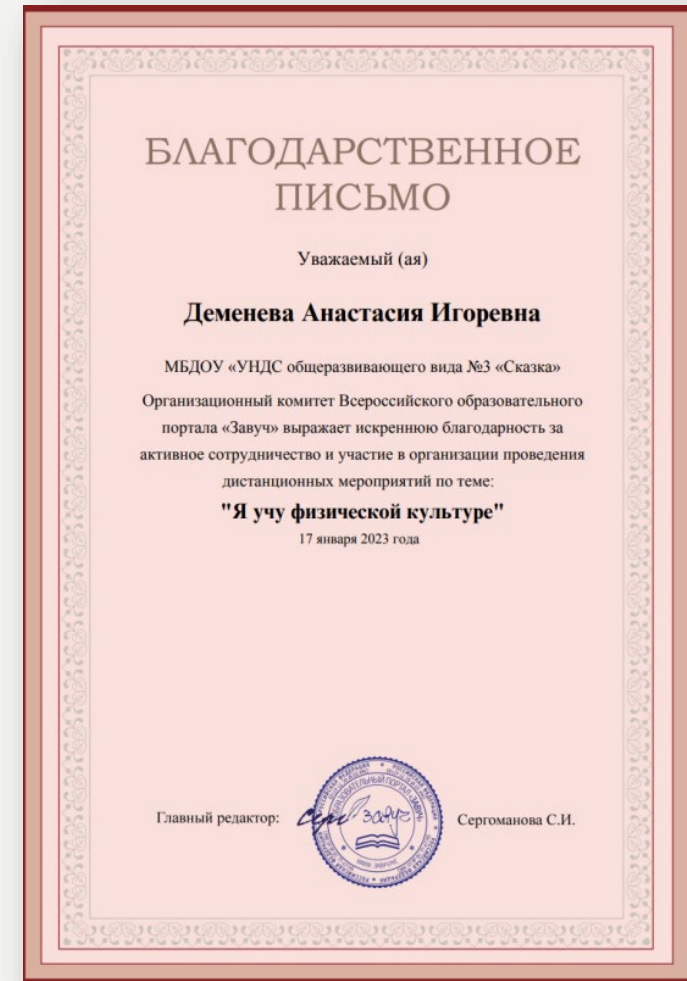 БЛАГОДАРСТВЕННОЕ
ПИСЬМО
Уважаемый (ая)
Деменева Анастасия Игоревна
МБДОУ «УНДС общеразвивающего вида №3 «Сказка»
Организационный комитет Всероссийского образовательного
портала «Завуч» выражает искреннюю благодарность за
активное сотрудничество и участие в организации проведения
дистанционных мероприятий по теме:
"Я учу физической культуре"
17 января 2023 года
Главный редактор:
завуч
Сергоманова С.И.